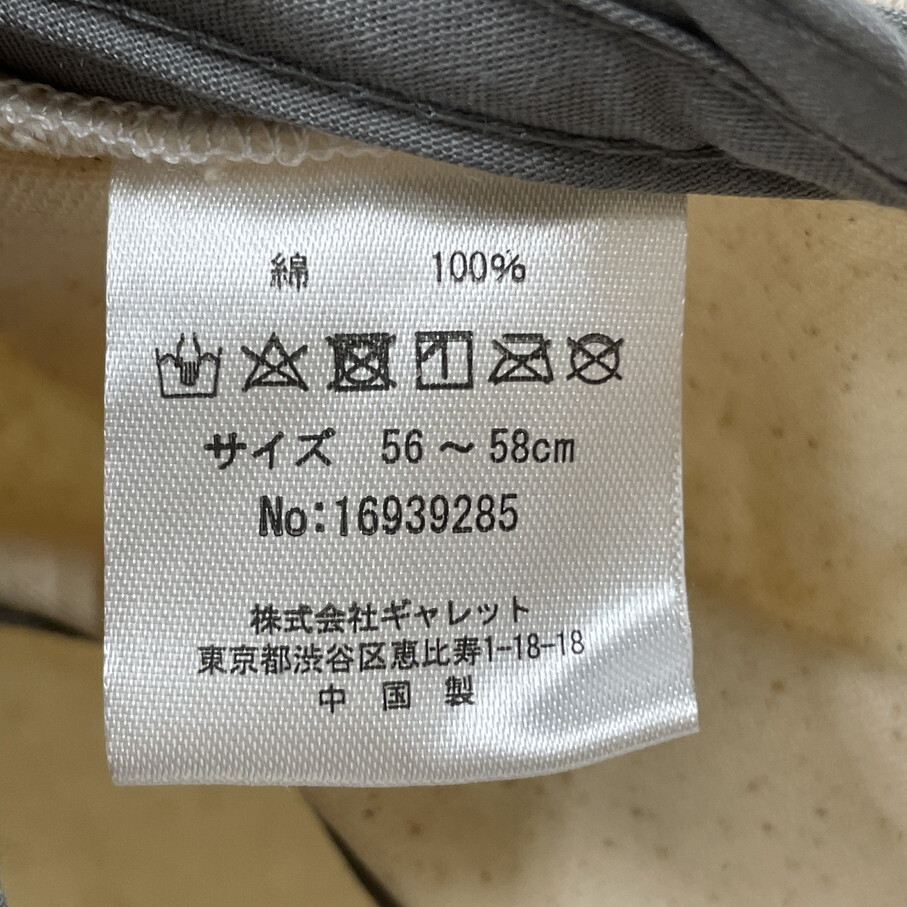 綿 100%
サイズ 56～58cm
No:16939285
株式会社ギャレット
東京都渋谷区恵比寿1-18-18
中国製